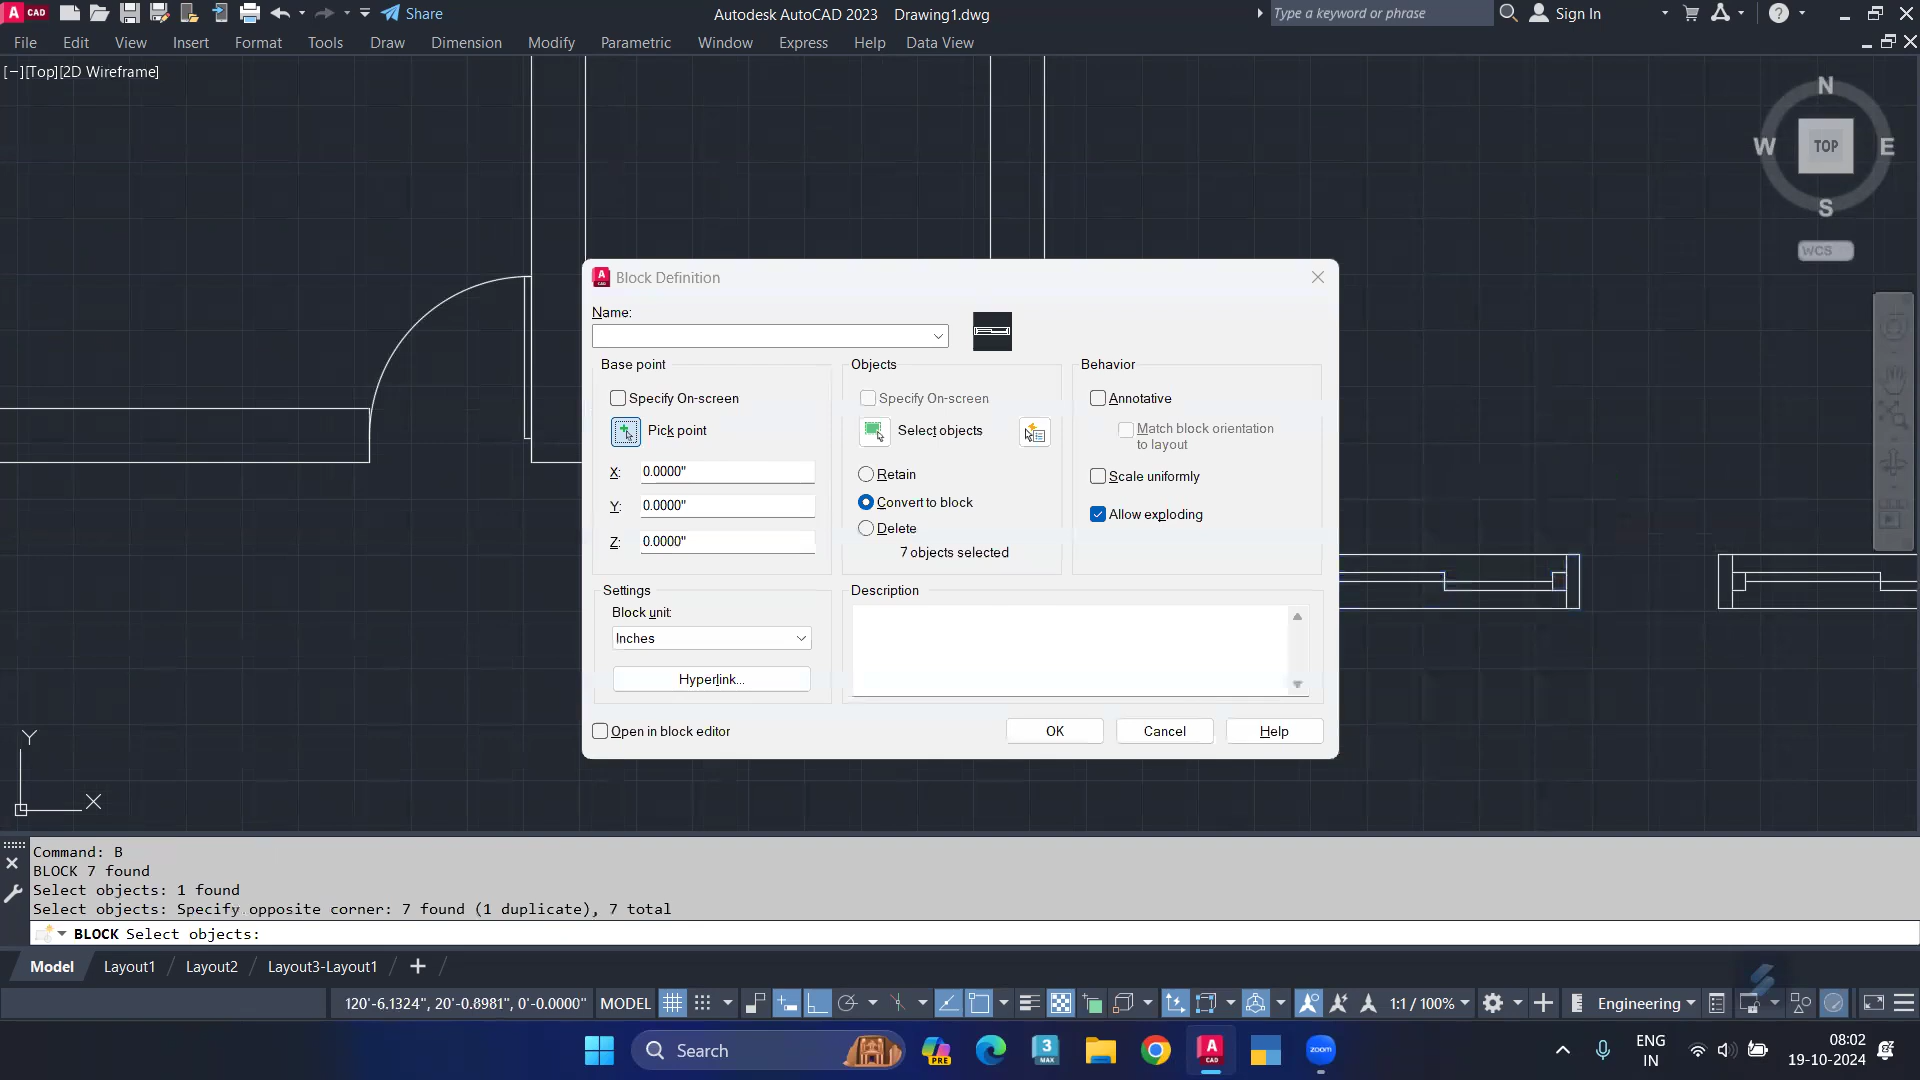 A CAD Share Autodesk AutoCAD 2023 Drawing1.dwg Type a keyword or phrase Sign In
File Edit View Insert Format Tools Draw Dimension Modify Parametric Window Express Help Data View
[−][Top][2D Wireframe]
N
W TOP E
S
WCS
Block Definition
Name:
Base point
Specify On-screen
Pick point
X: 0.0000"
Y: 0.0000"
Z: 0.0000"
Objects
Specify On-screen
Select objects
Retain
Convert to block
Delete
7 objects selected
Behavior
Annotative
Match block orientation
to layout
Scale uniformly
Allow exploding
Settings
Block unit:
Inches
Hyperlink...
Description
Open in block editor
OK Cancel Help
Y
X
Command: B
BLOCK 7 found
Select objects: 1 found
Select objects: Specify opposite corner: 7 found (1 duplicate), 7 total
BLOCK Select objects:
Model Layout1 Layout2 Layout3-Layout1
120'-6.1324", 20'-0.8981", 0'-0.0000" MODEL 1:1 / 100% Engineering
Search PRE 3 MAX A CAD zoom ENG 08:02
IN 19-10-2024